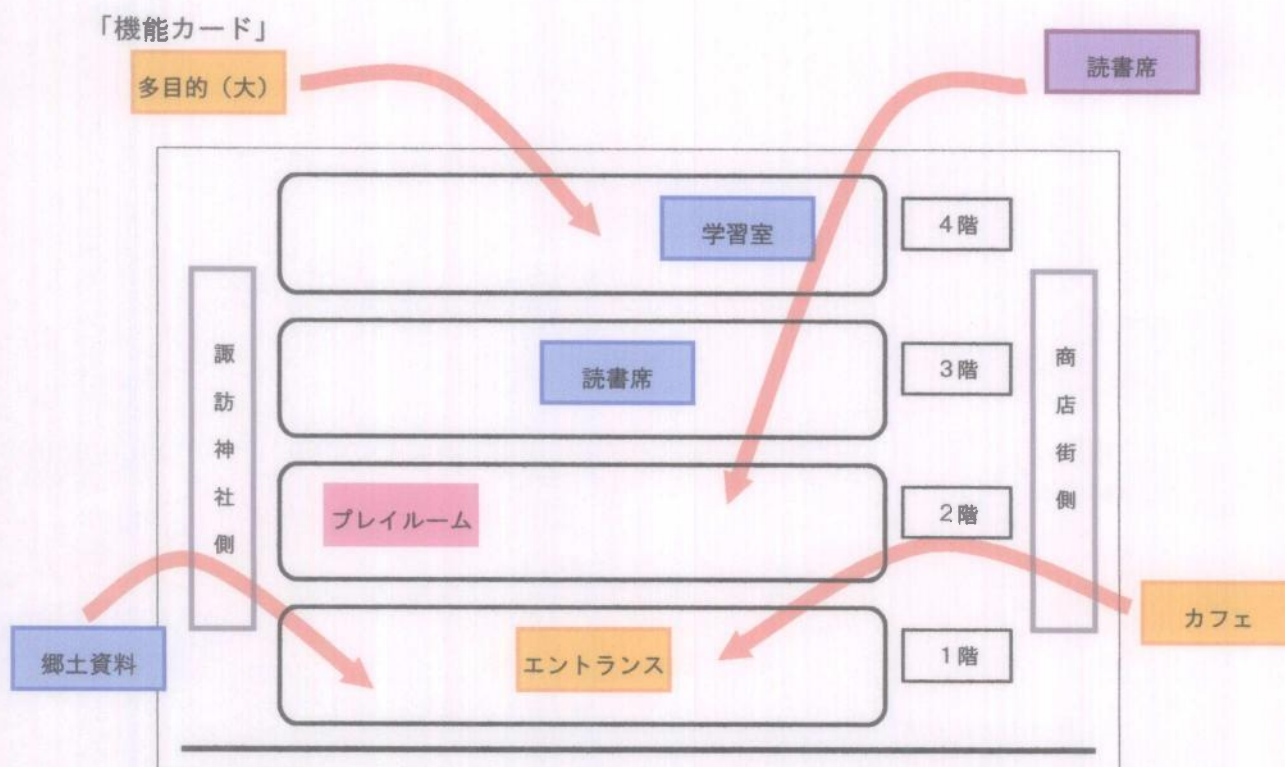 「機能カード」
多目的（大）
読書席
学習室
4階
諏訪神社側
読書席
3階
商店街側
プレイルーム
2階
郷土資料
エントランス
1階
カフェ